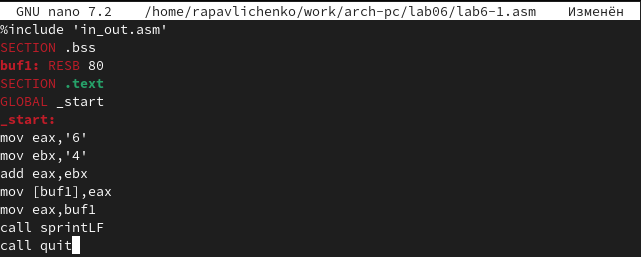 GNU nano 7.2 /home/rapavlichenko/work/arch-pc/lab06/lab6-1.asm Изменён
%include 'in_out.asm'
SECTION .bss
buf1: RESB 80
SECTION .text
GLOBAL _start
_start:
mov eax,'6'
mov ebx,'4'
add eax,ebx
mov [buf1],eax
mov eax,buf1
call sprintLF
call quit